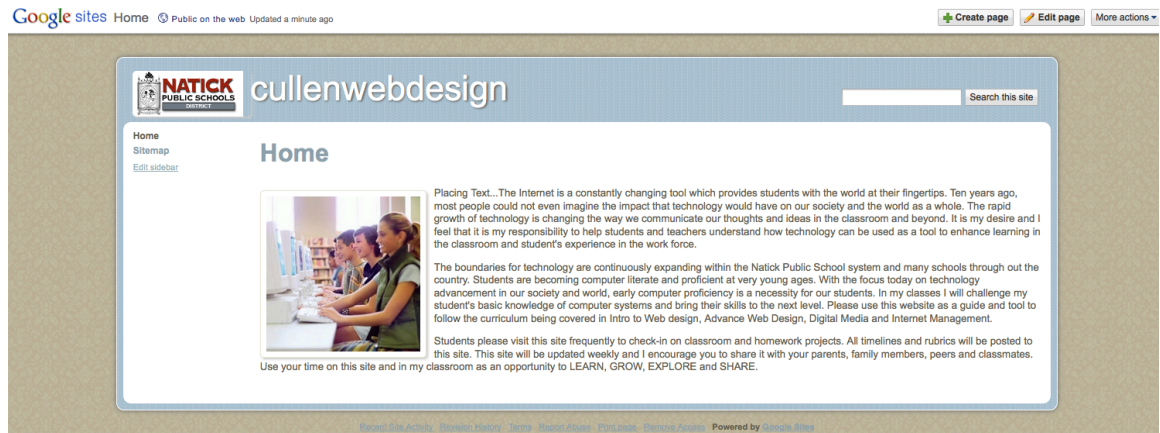 Google sites Home Public on the web Updated a minute ago Create page Edit page More actions
NATICK
PUBLIC SCHOOLS
DISTRICT
cullenwebdesign
Search this site
Home
Sitemap
Edit sidebar
Home
Placing Text...The Internet is a constantly changing tool which provides students with the world at their fingertips. Ten years ago,
most people could not even imagine the impact that technology would have on our society and the world as a whole. The rapid
growth of technology is changing the way we communicate our thoughts and ideas in the classroom and beyond. It is my desire and I
feel that it is my responsibility to help students and teachers understand how technology can be used as a tool to enhance learning in
the classroom and student's experience in the work force.
The boundaries for technology are continuously expanding within the Natick Public School system and many schools through out the
country. Students are becoming computer literate and proficient at very young ages. With the focus today on technology
advancement in our society and world, early computer proficiency is a necessity for our students. In my classes I will challenge my
student's basic knowledge of computer systems and bring their skills to the next level. Please use this website as a guide and tool to
follow the curriculum being covered in Intro to Web design, Advance Web Design, Digital Media and Internet Management.
Students please visit this site frequently to check-in on classroom and homework projects. All timelines and rubrics will be posted to
this site. This site will be updated weekly and I encourage you to share it with your parents, family members, peers and classmates.
Use your time on this site and in my classroom as an opportunity to LEARN, GROW, EXPLORE and SHARE.
Recent Site Activity Revision History Terms Report Abuse Print page Remove Access Powered by Google Sites